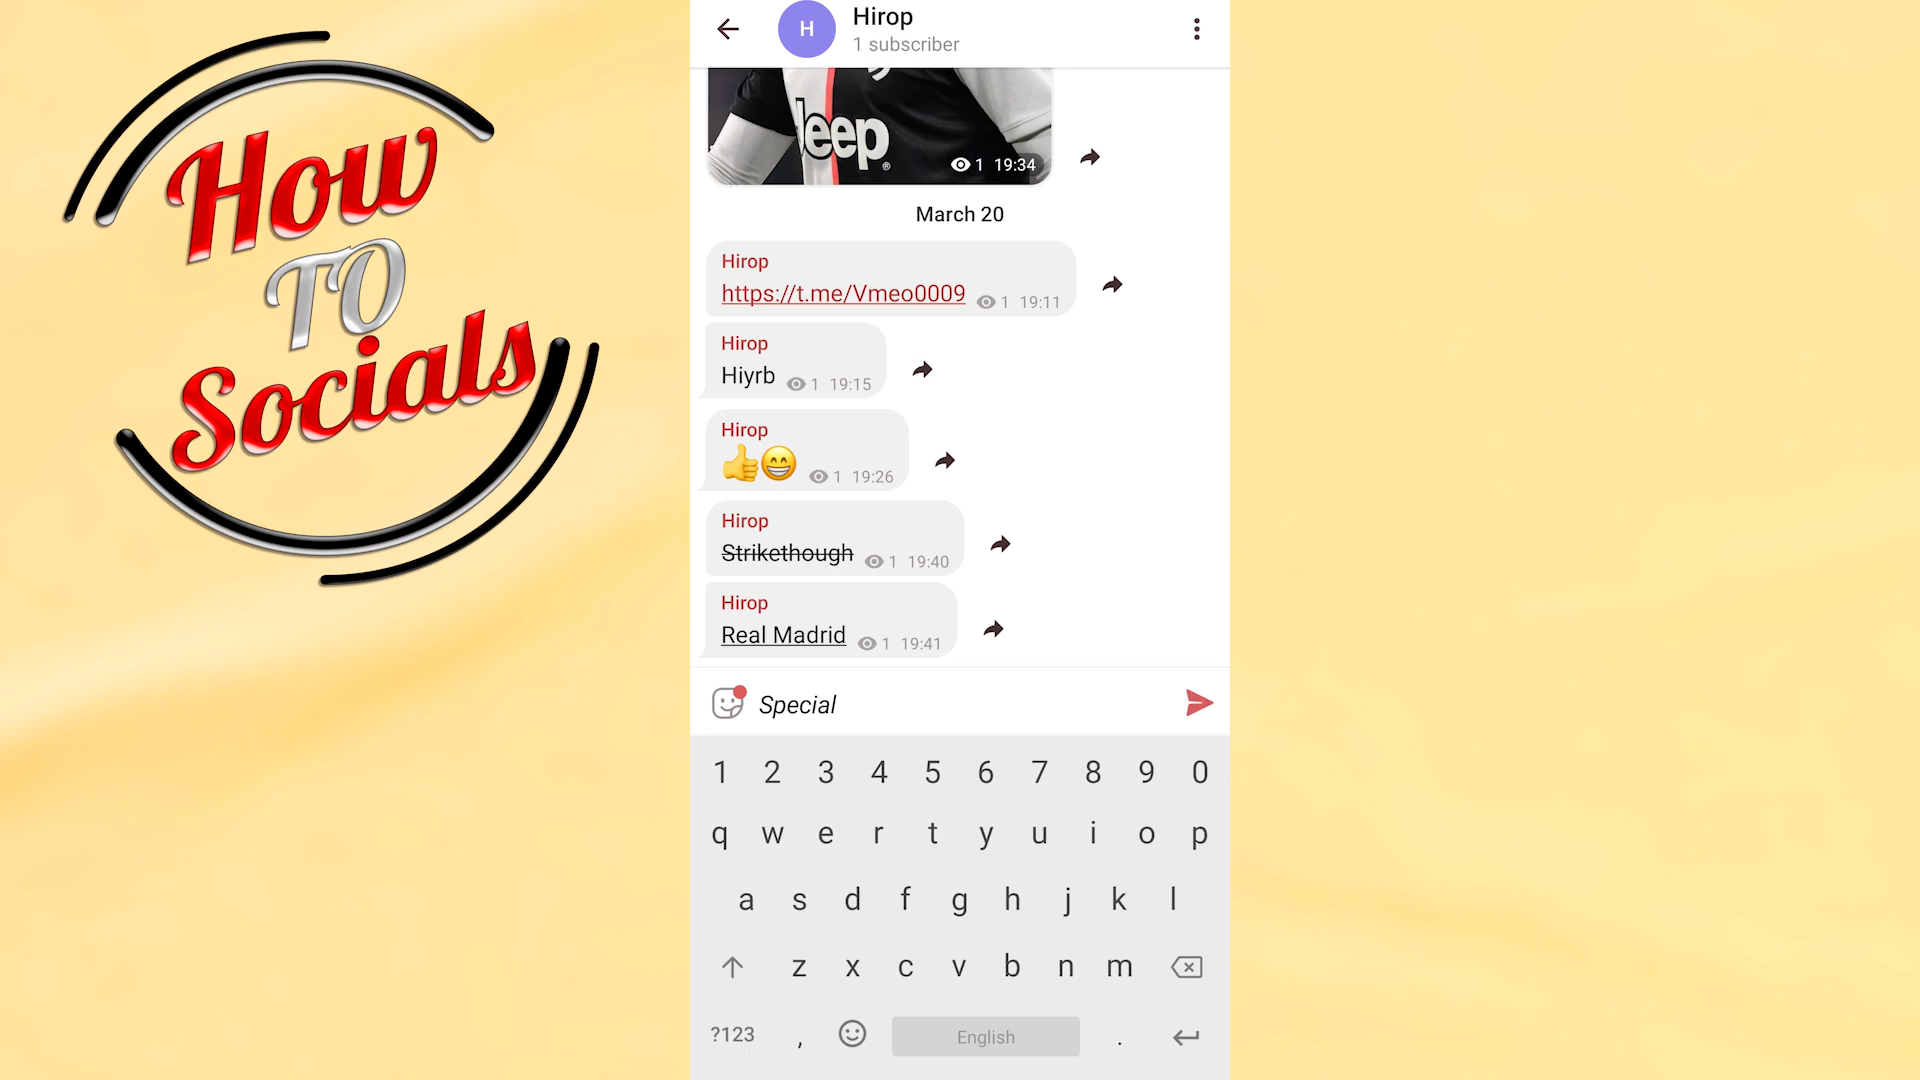 How
TO
Socials
H
Hirop
1 subscriber
Jeep
®
1 19:34
March 20
Hirop
https://t.me/Vmeo0009 1 19:11
Hirop
Hiyrb 1 19:15
Hirop
👍😁 1 19:26
Hirop
Strikethough 1 19:40
Hirop
Real Madrid 1 19:41
Special
1 2 3 4 5 6 7 8 9 0
q w e r t y u i o p
a s d f g h j k l
z x c v b n m
?123 , English .